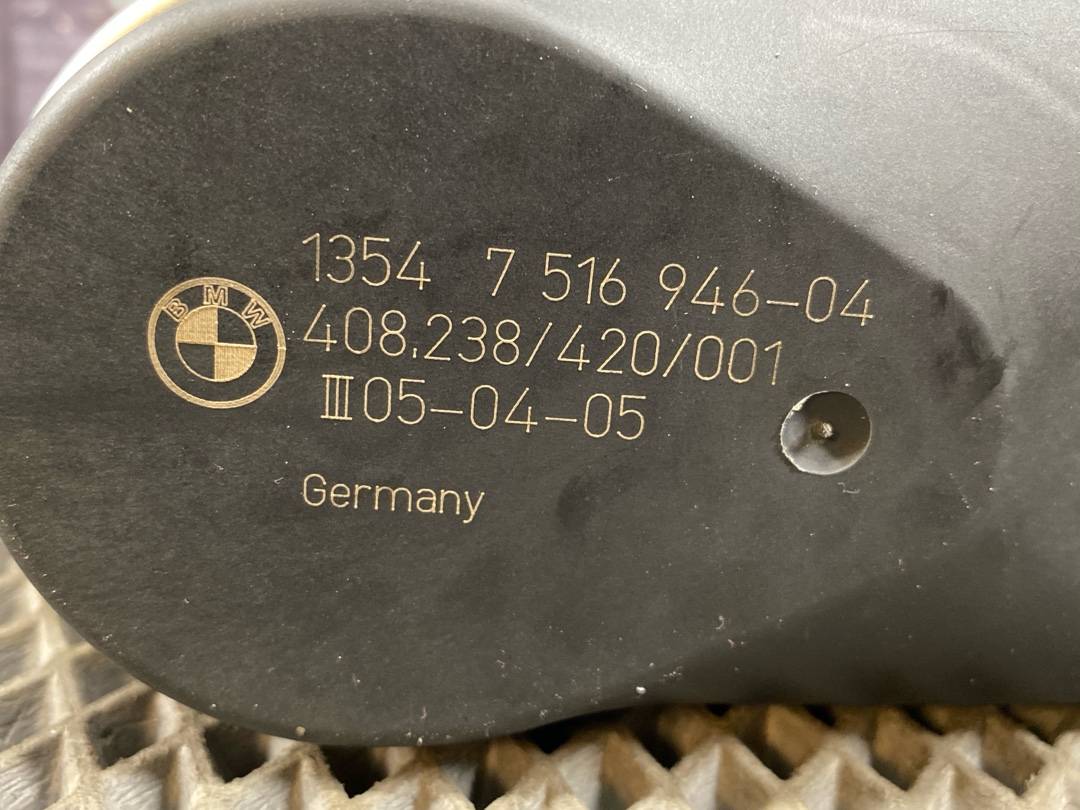 BMW
1354 7 516 946-04
408.238/420/001
III05-04-05
Germany